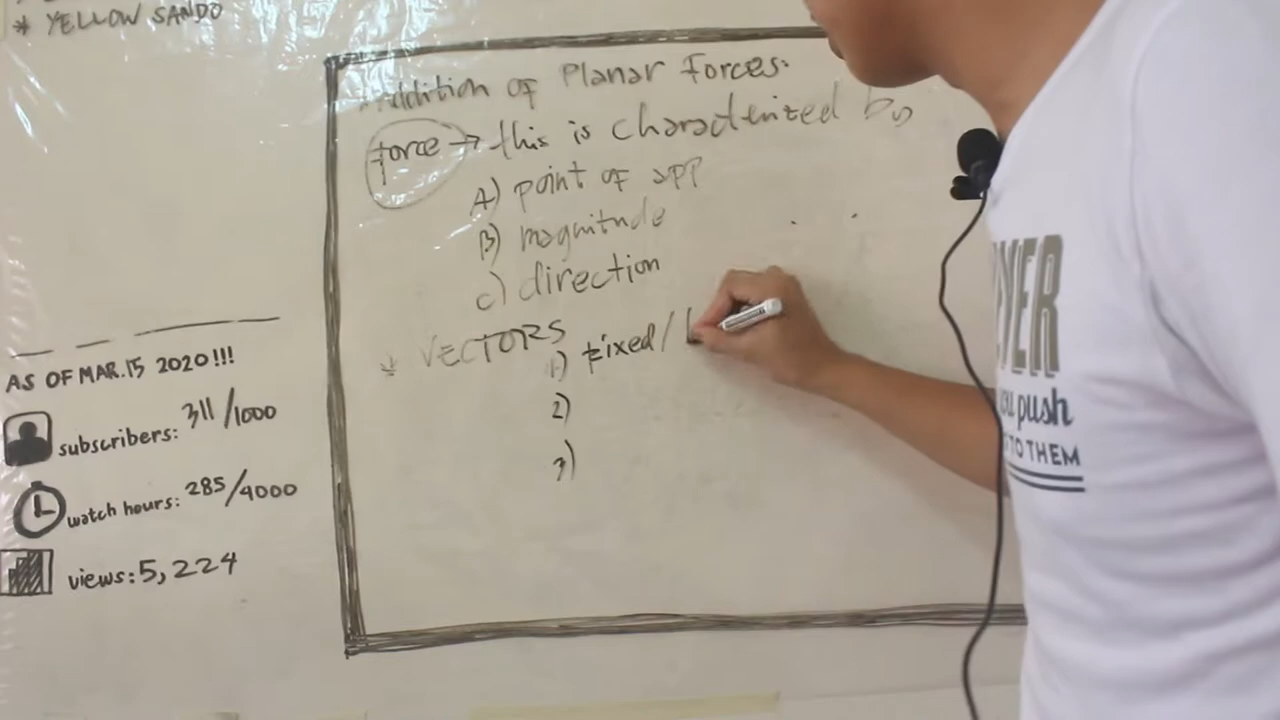 * YELLOW SANDO
Addition of Planar Forces:
force → this is characterized by
A) point of app
B) magnitude
c) direction
* VECTORS
1) fixed/
2)
3)
AS OF MAR.15 2020!!!
subscribers: 311/1000
watch hours: 285/4000
views: 5,224
YER
you push
TO THEM